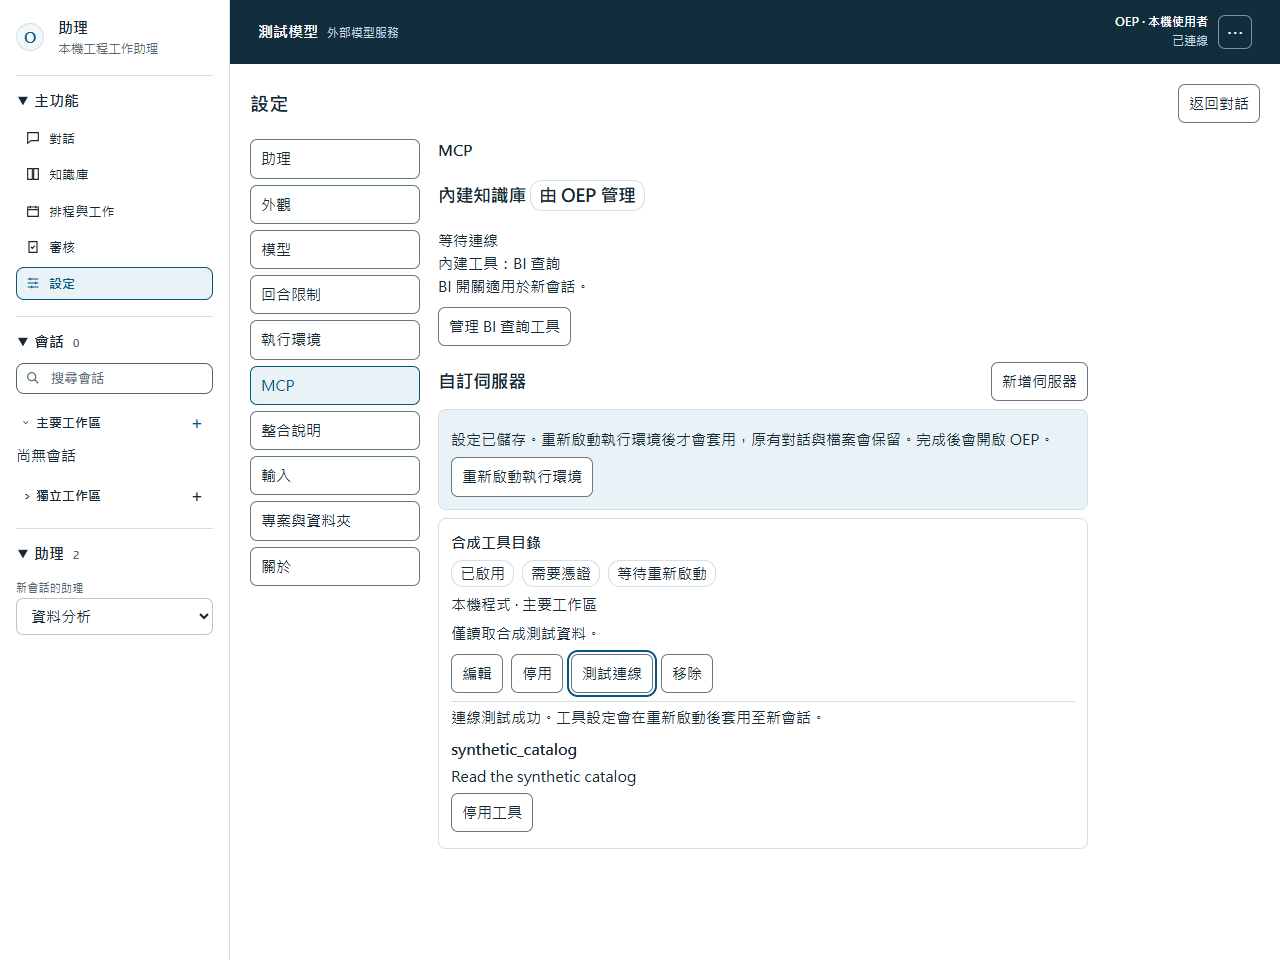 O
助理
本機工程工作助理
主功能
對話
知識庫
排程與工作
審核
設定
會話 0
搜尋會話
主要工作區 +
尚無會話
獨立工作區 +
助理 2
新會話的助理
資料分析
測試模型 外部模型服務
OEP · 本機使用者
已連線
...
設定
返回對話
助理
外觀
模型
回合限制
執行環境
MCP
整合說明
輸入
專案與資料夾
關於
MCP
內建知識庫 由 OEP 管理
等待連線
內建工具：BI 查詢
BI 開關適用於新會話。
管理 BI 查詢工具
自訂伺服器
新增伺服器
設定已儲存。重新啟動執行環境後才會套用，原有對話與檔案會保留。完成後會開啟 OEP。
重新啟動執行環境
合成工具目錄
已啟用 需要憑證 等待重新啟動
本機程式 · 主要工作區
僅讀取合成測試資料。
編輯 停用 測試連線 移除
連線測試成功。工具設定會在重新啟動後套用至新會話。
synthetic_catalog
Read the synthetic catalog
停用工具